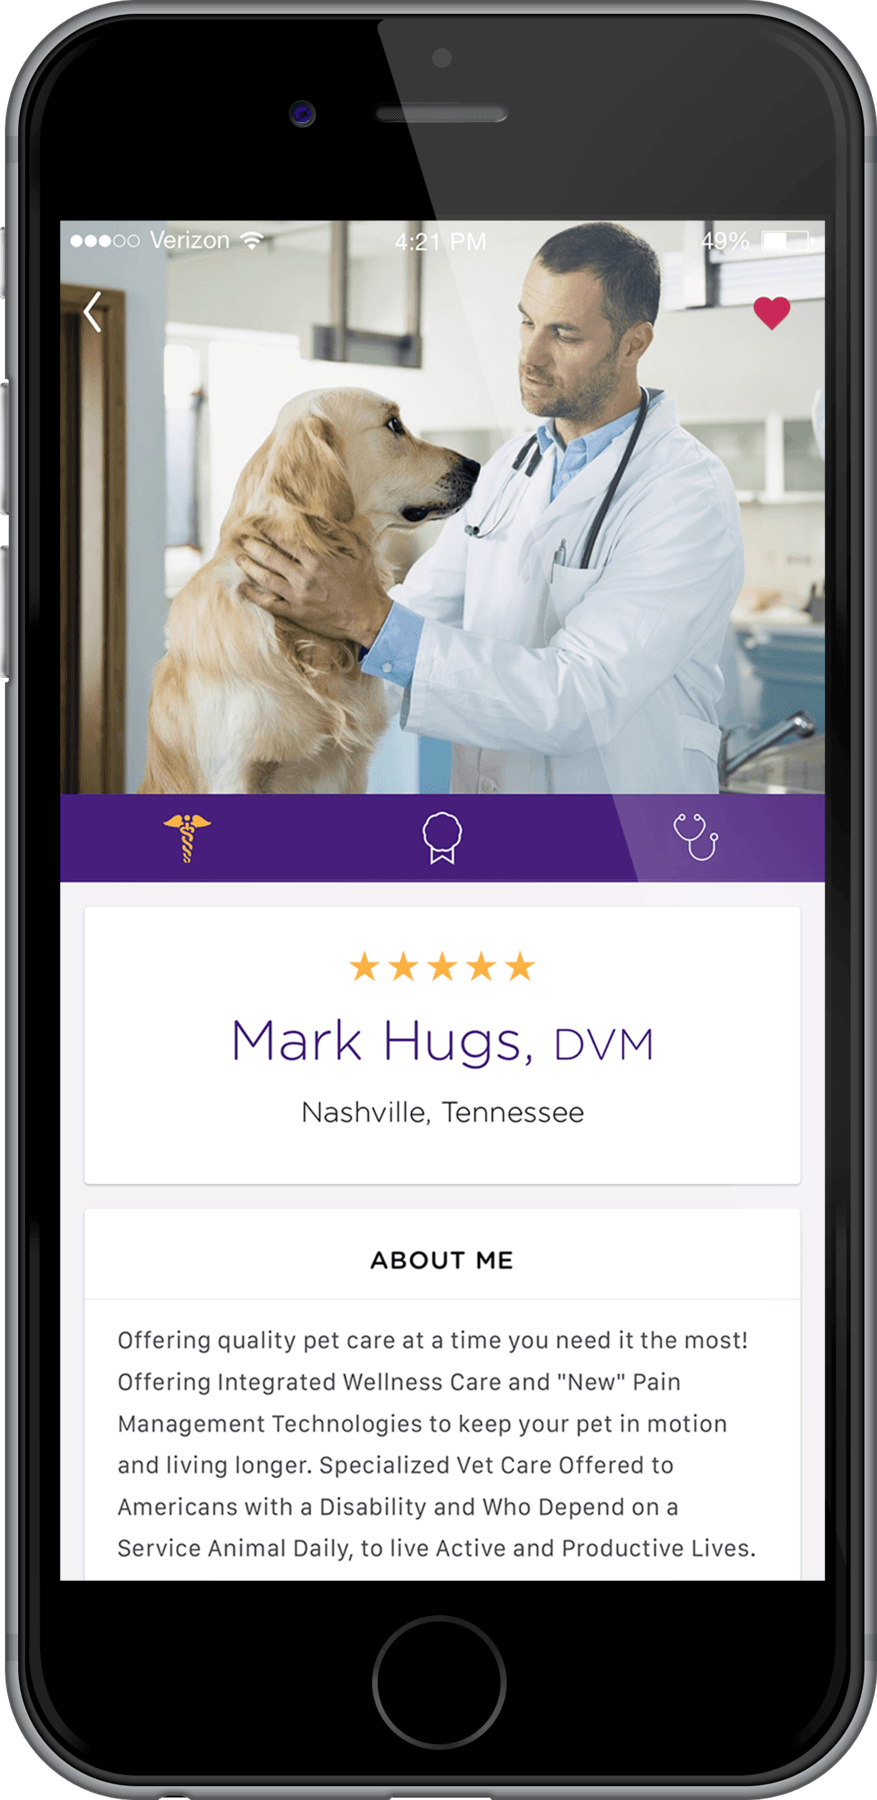 Verizon 4:21 PM 49%
Mark Hugs, DVM
Nashville, Tennessee
ABOUT ME
Offering quality pet care at a time you need it the most!
Offering Integrated Wellness Care and "New" Pain
Management Technologies to keep your pet in motion
and living longer. Specialized Vet Care Offered to
Americans with a Disability and Who Depend on a
Service Animal Daily, to live Active and Productive Lives.